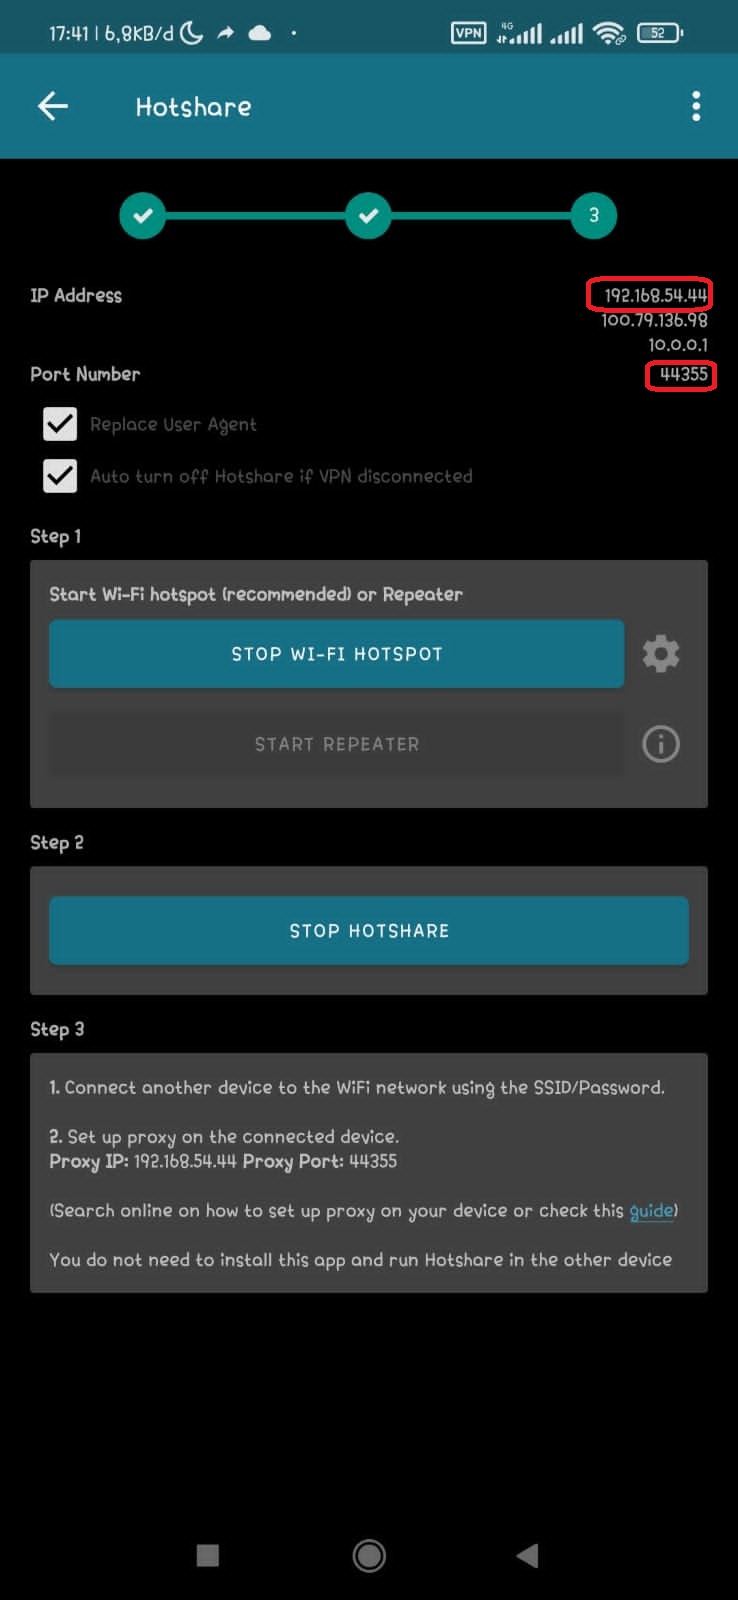 17:41 | 6,8KB/d
VPN 4G 52
Hotshare
3
IP Address 192.168.54.44
100.79.136.98
10.0.0.1
Port Number 44355
Replace User Agent
Auto turn off Hotshare if VPN disconnected
Step 1
Start Wi-Fi hotspot (recommended) or Repeater
STOP WI-FI HOTSPOT
START REPEATER
Step 2
STOP HOTSHARE
Step 3
1. Connect another device to the WiFi network using the SSID/Password.
2. Set up proxy on the connected device.
Proxy IP: 192.168.54.44 Proxy Port: 44355
(Search online on how to set up proxy on your device or check this guide)
You do not need to install this app and run Hotshare in the other device